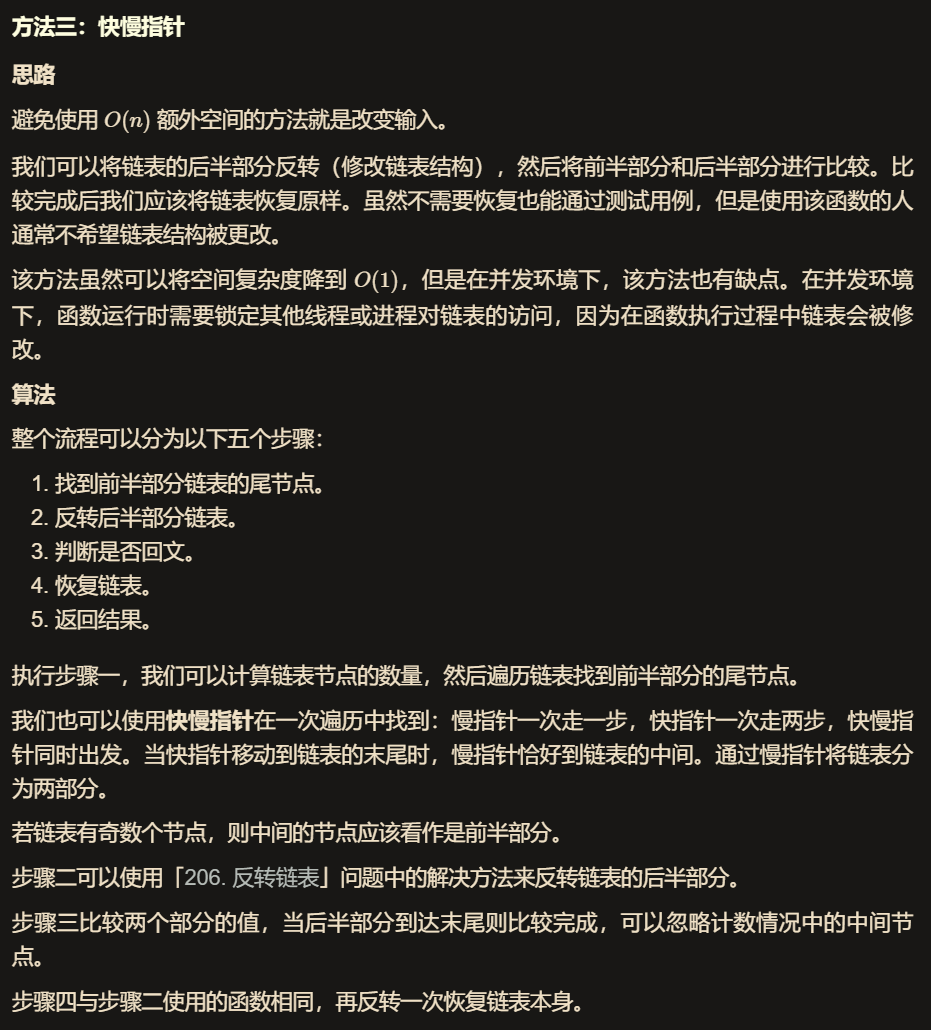 方法三：快慢指针
思路
避免使用 O(n) 额外空间的方法就是改变输入。
我们可以将链表的后半部分反转（修改链表结构），然后将前半部分和后半部分进行比较。比
较完成后我们应该将链表恢复原样。虽然不需要恢复也能通过测试用例，但是使用该函数的人
通常不希望链表结构被更改。
该方法虽然可以将空间复杂度降到 O(1)，但是在并发环境下，该方法也有缺点。在并发环境
下，函数运行时需要锁定其他线程或进程对链表的访问，因为在函数执行过程中链表会被修
改。
算法
整个流程可以分为以下五个步骤：
1. 找到前半部分链表的尾节点。
2. 反转后半部分链表。
3. 判断是否回文。
4. 恢复链表。
5. 返回结果。
执行步骤一，我们可以计算链表节点的数量，然后遍历链表找到前半部分的尾节点。
我们也可以使用快慢指针在一次遍历中找到：慢指针一次走一步，快指针一次走两步，快慢指
针同时出发。当快指针移动到链表的末尾时，慢指针恰好到链表的中间。通过慢指针将链表分
为两部分。
若链表有奇数个节点，则中间的节点应该看作是前半部分。
步骤二可以使用「206. 反转链表」问题中的解决方法来反转链表的后半部分。
步骤三比较两个部分的值，当后半部分到达末尾则比较完成，可以忽略计数情况中的中间节
点。
步骤四与步骤二使用的函数相同，再反转一次恢复链表本身。